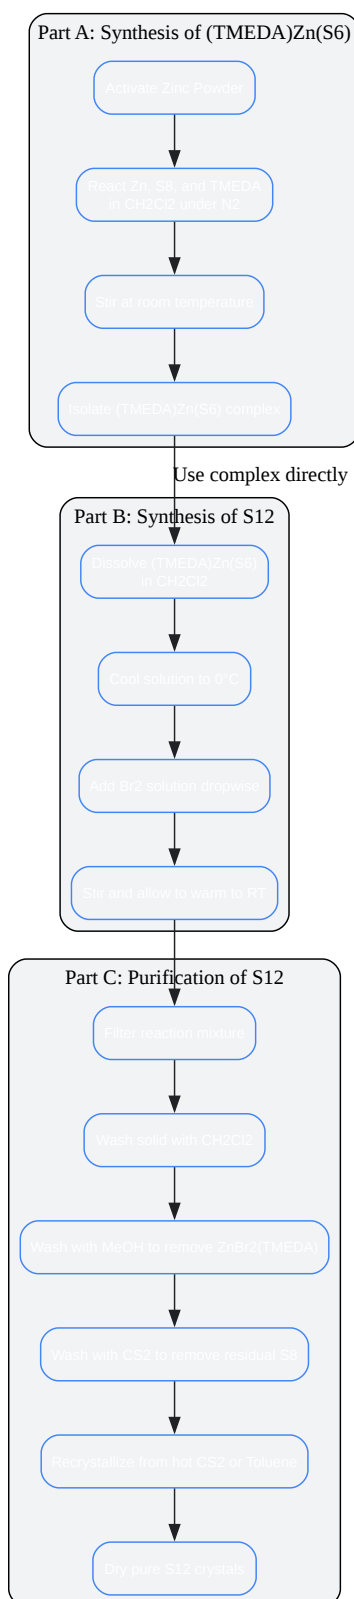 Part A: Synthesis of (TMEDA)Zn(S6)
Activate Zinc Powder
React Zn, S8, and TMEDA
in CH2Cl2 under N2
Stir at room temperature
Isolate (TMEDA)Zn(S6) complex
Use complex directly
Part B: Synthesis of S12
Dissolve (TMEDA)Zn(S6)
in CH2Cl2
Cool solution to 0°C
Add Br2 solution dropwise
Stir and allow to warm to RT
Part C: Purification of S12
Filter reaction mixture
Wash solid with CH2Cl2
Wash with MeOH to remove ZnBr2(TMEDA)
Wash with CS2 to remove residual S8
Recrystallize from hot CS2 or Toluene
Dry pure S12 crystals